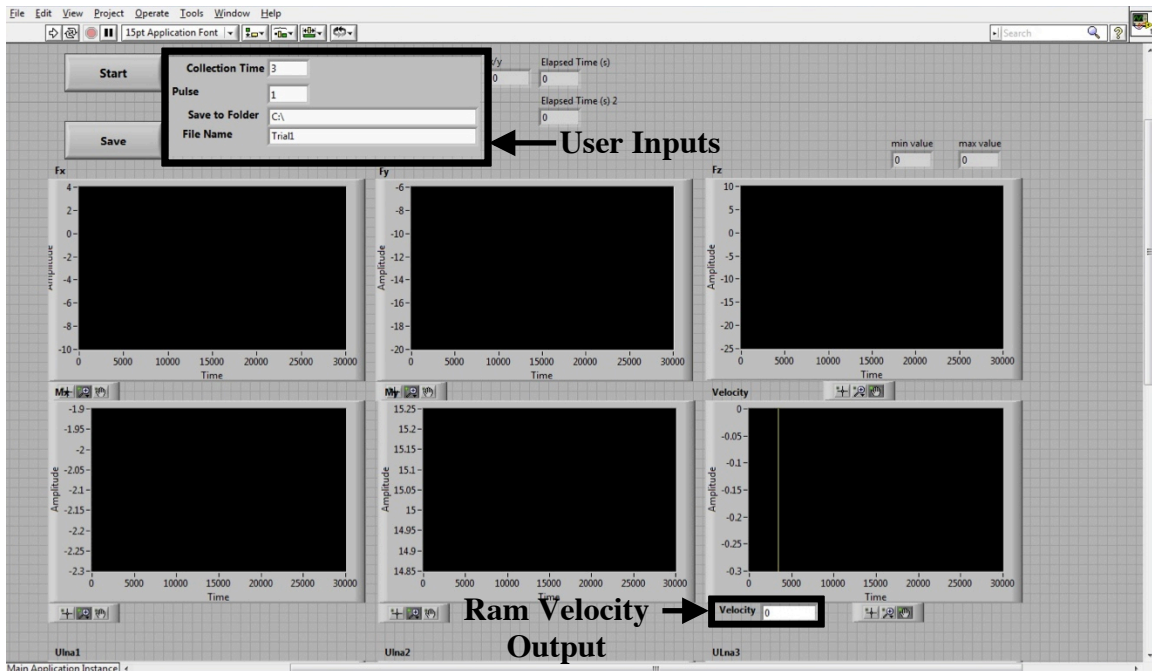 File Edit View Project Operate Tools Window Help
15pt Application Font
Search
Start
Collection Time 3
Pulse 1
Save to Folder C:\
File Name Trial1
Save
x/y
0
Elapsed Time (s)
0
Elapsed Time (s) 2
0
User Inputs
min value
0
max value
0
Fx
4
2
0
-2
-4
-6
-8
-10
Amplitude
0 5000 10000 15000 20000 25000 30000
Time
Fy
-6
-8
-10
-12
-14
-16
-18
-20
Amplitude
0 5000 10000 15000 20000 25000 30000
Time
Fz
10
5
0
-5
-10
-15
-20
-25
Amplitude
0 5000 10000 15000 20000 25000 30000
Time
Mx
-1.9
-1.95
-2
-2.05
-2.1
-2.15
-2.2
-2.25
-2.3
Amplitude
0 5000 10000 15000 20000 25000 30000
Time
My
15.25
15.2
15.15
15.1
15.05
15
14.95
14.9
14.85
Amplitude
0 5000 10000 15000 20000 25000 30000
Time
Velocity
0
-0.05
-0.1
-0.15
-0.2
-0.25
-0.3
Amplitude
0 5000 10000 15000 20000 25000 30000
Time
Ram Velocity
Output
Velocity 0
Ulna1
Ulna2
ULna3
Main Application Instance